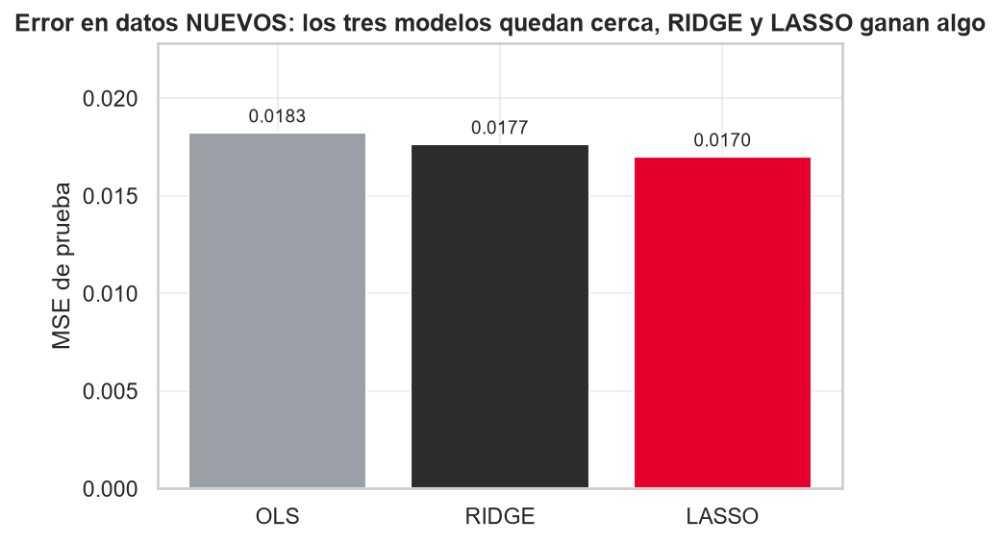 Error en datos NUEVOS: los tres modelos quedan cerca, RIDGE y LASSO ganan algo
MSE de prueba
0.020
0.015
0.010
0.005
0.000
0.0183
0.0177
0.0170
OLS
RIDGE
LASSO